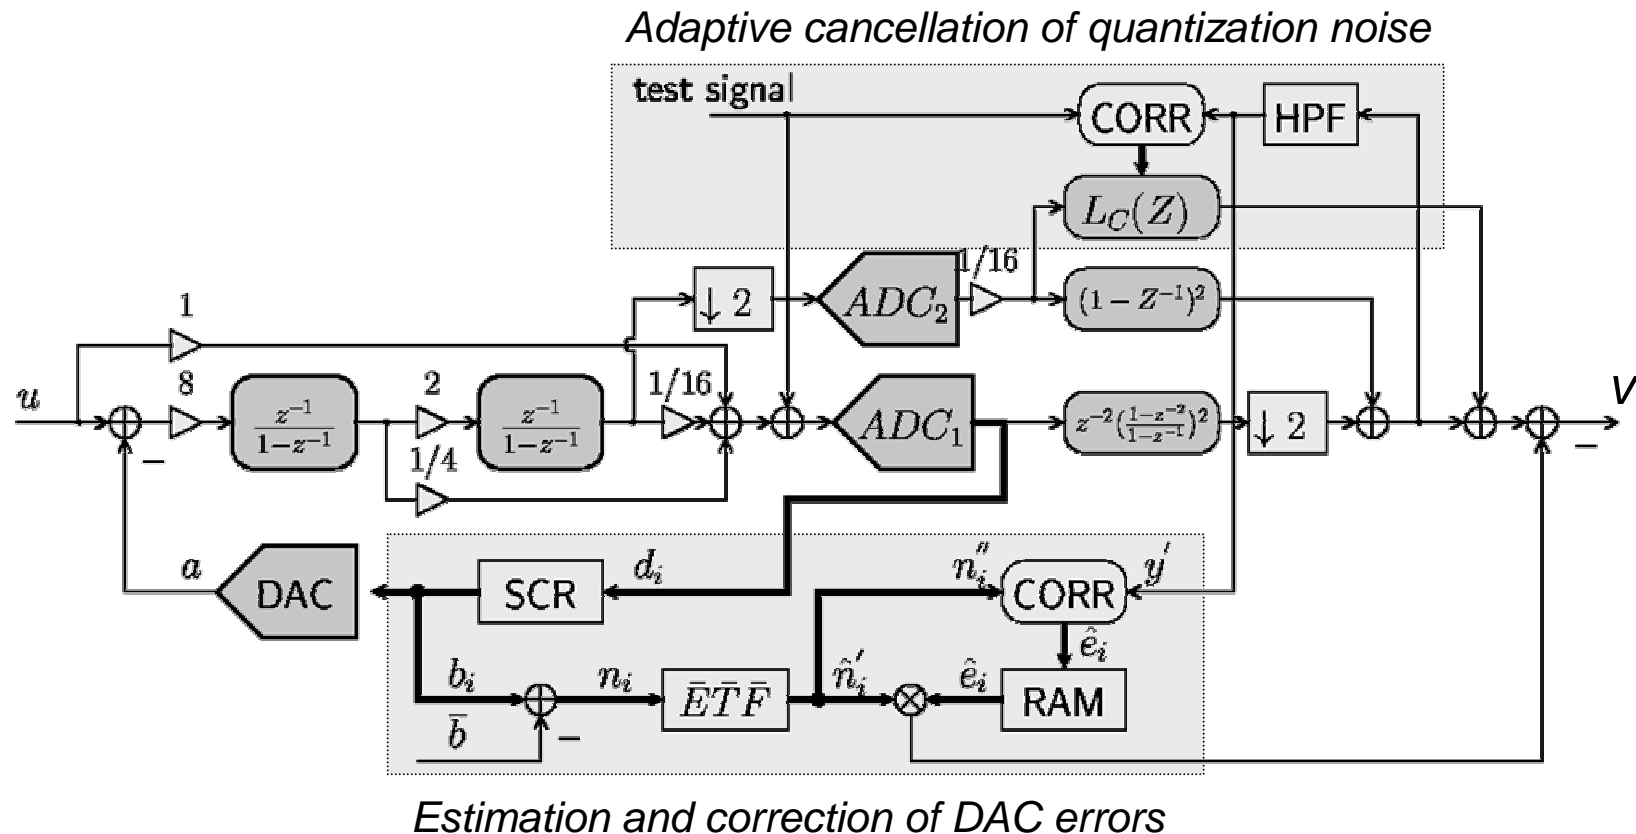 Adaptive cancellation of quantization noise
test signal
CORR
HPF
L_C(Z)
1/16
↓ 2
ADC_2
(1 − Z^{-1})^2
1
u
8
z^{-1}/(1−z^{-1})
2
z^{-1}/(1−z^{-1})
1/16
ADC_1
z^{-2}((1−z^{-2})/(1−z^{-1}))^2
↓ 2
V
−
−
1/4
a
DAC
SCR
d_i
n_i''
CORR
y'
ê_i
b_i
n_i
ĒT̄F̄
n̂_i'
ê_i
RAM
b̄
−
Estimation and correction of DAC errors